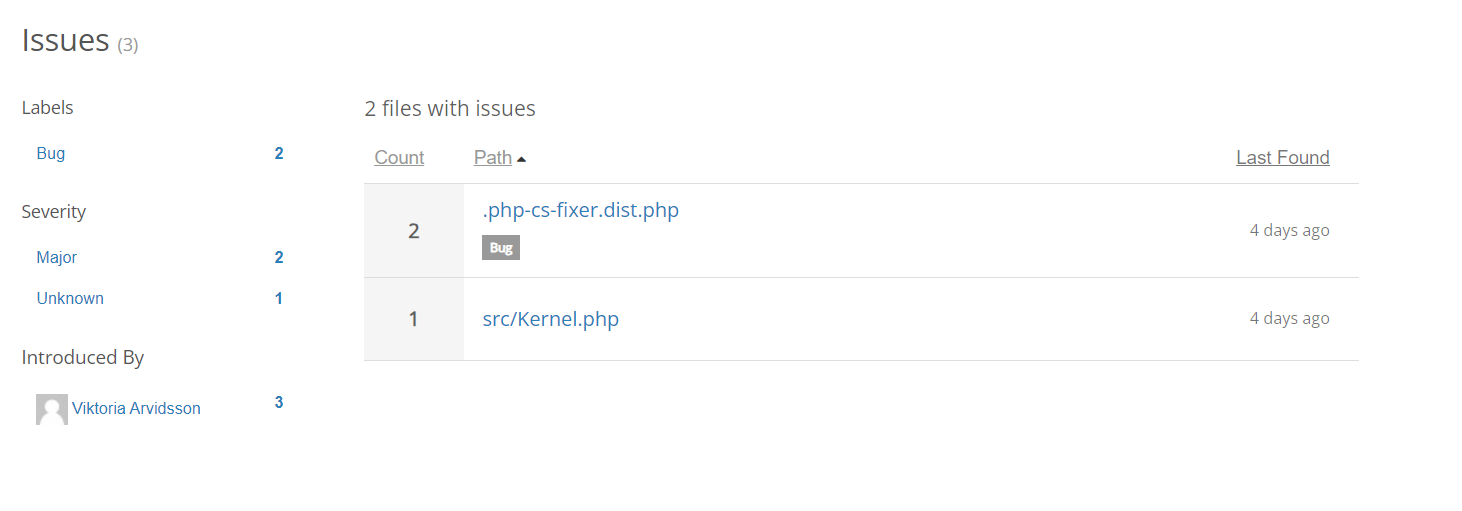 Issues (3)
Labels
Bug 2
Severity
Major 2
Unknown 1
Introduced By
Viktoria Arvidsson 3
2 files with issues
Count Path Last Found
2 .php-cs-fixer.dist.php 4 days ago
Bug
1 src/Kernel.php 4 days ago